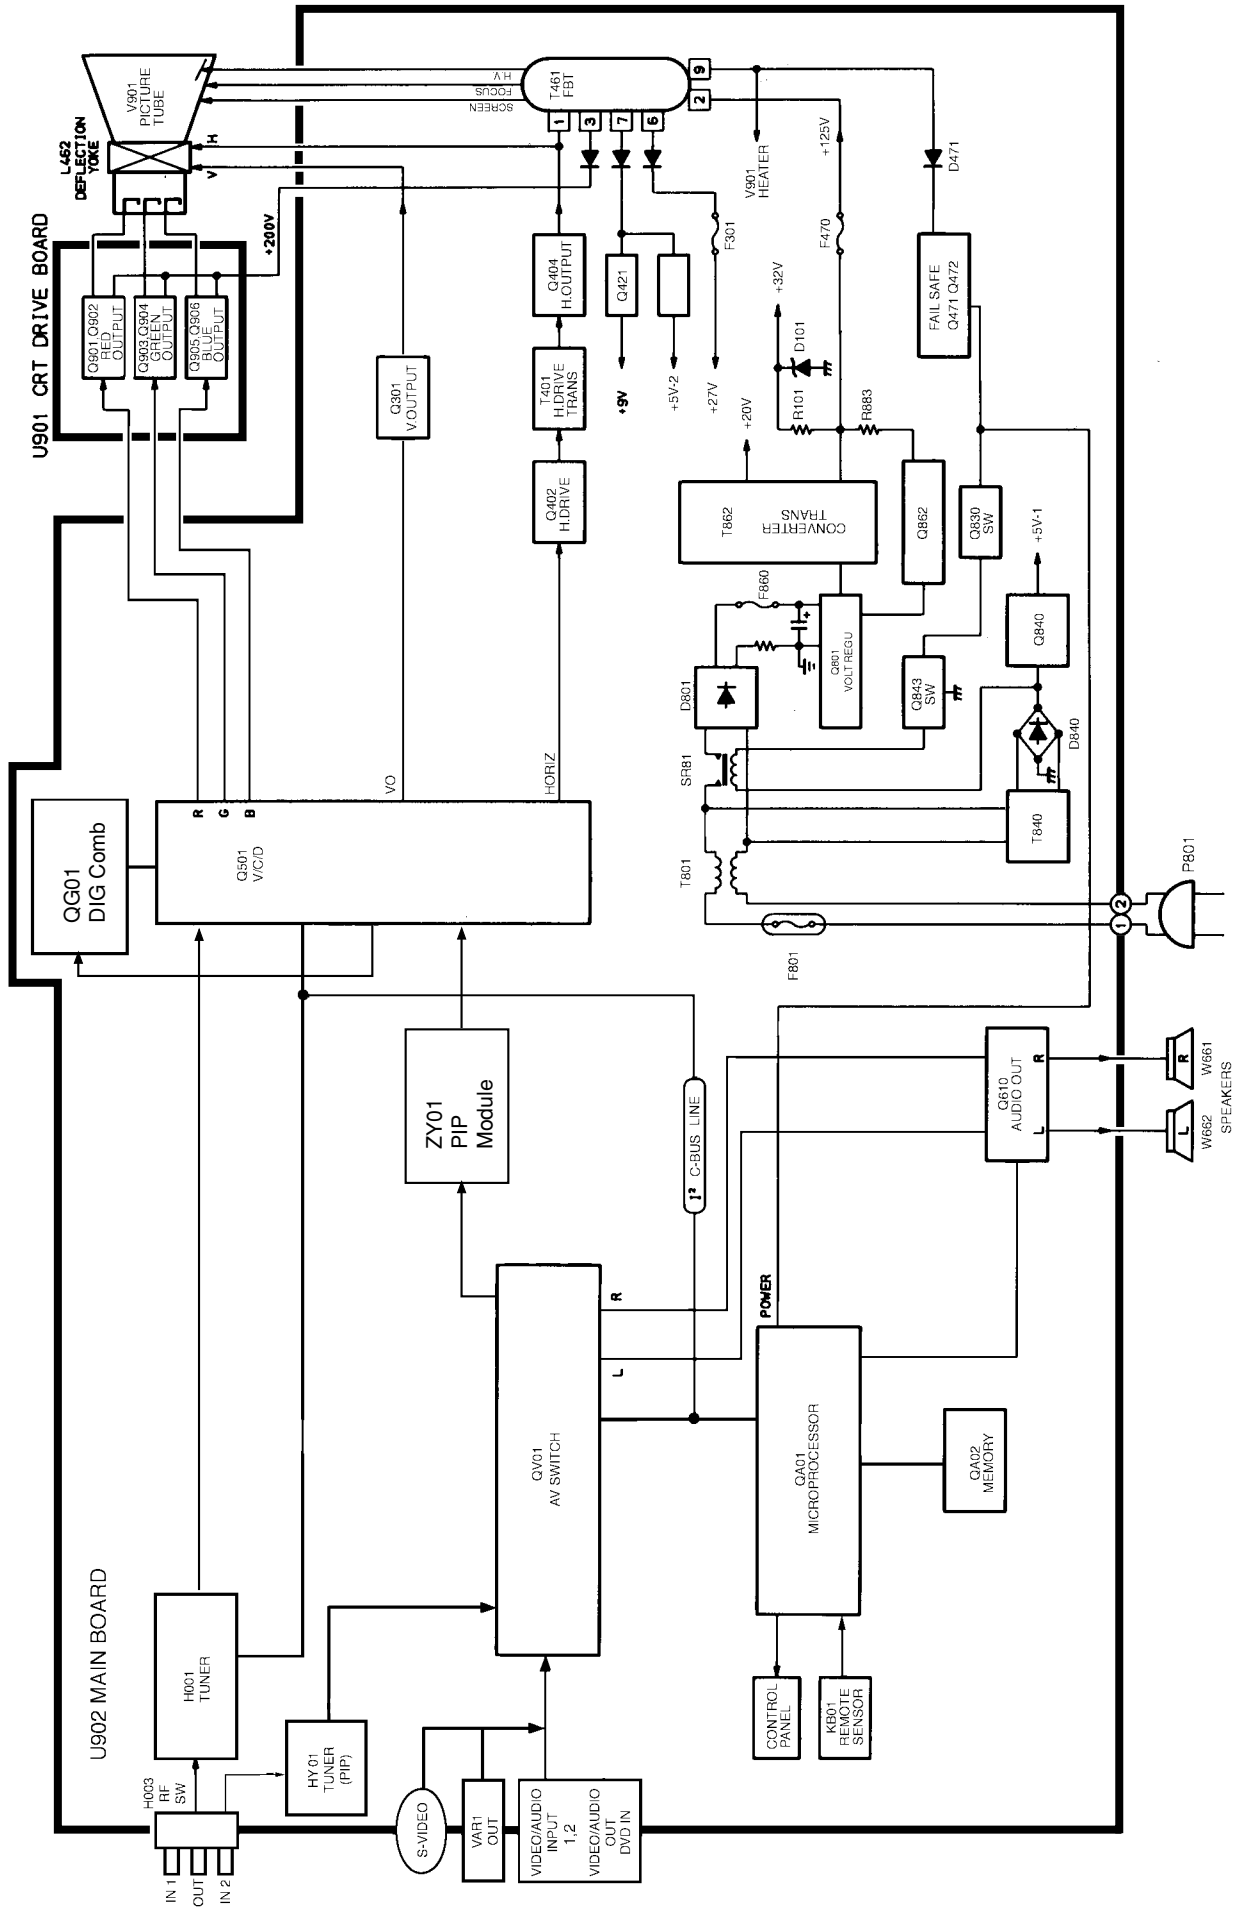 U901 CRT DRIVE BOARD
V901
PICTURE
TUBE
L462
DEFLECTION
YOKE
H
V
H.V.
FOCUS
SCREEN
T461
FBT
1
3
7
6
2
9
+200V
Q901,Q902
RED
OUTPUT
Q903,Q904
GREEN
OUTPUT
Q905,Q906
BLUE
OUTPUT
Q301
V.OUTPUT
Q404
H.OUTPUT
T401
H.DRIVE
TRANS
Q402
H.DRIVE
Q421
+9V
+5V-2
+27V
F301
V901
HEATER
+125V
F470
D471
FAIL SAFE
Q471 Q472
+32V
D101
R101
R883
+20V
T862
CONVERTER
TRANS
Q862
Q830
SW
+5V-1
F860
+
Q801
VOLT REGU
Q840
D801
Q843
SW
D840
SR81
T840
T801
F801
P801
1
2
QG01
DIG Comb
Q501
V/C/D
R
G
B
VO
HORIZ
ZY01
PIP
Module
I² C-BUS LINE
Q610
AUDIO OUT
L
R
R
W661
L
W662
SPEAKERS
POWER
R
L
QV01
AV SWITCH
QA01
MICROPROCESSOR
QA02
MEMORY
U902 MAIN BOARD
H001
TUNER
HY01
TUNER
(PIP)
H003
RF
SW
IN 1
OUT
IN 2
S-VIDEO
VAR1
OUT
VIDEO/AUDIO
INPUT
1,2
VIDEO/AUDIO
OUT
DVD IN
CONTROL
PANEL
KB01
REMOTE
SENSOR